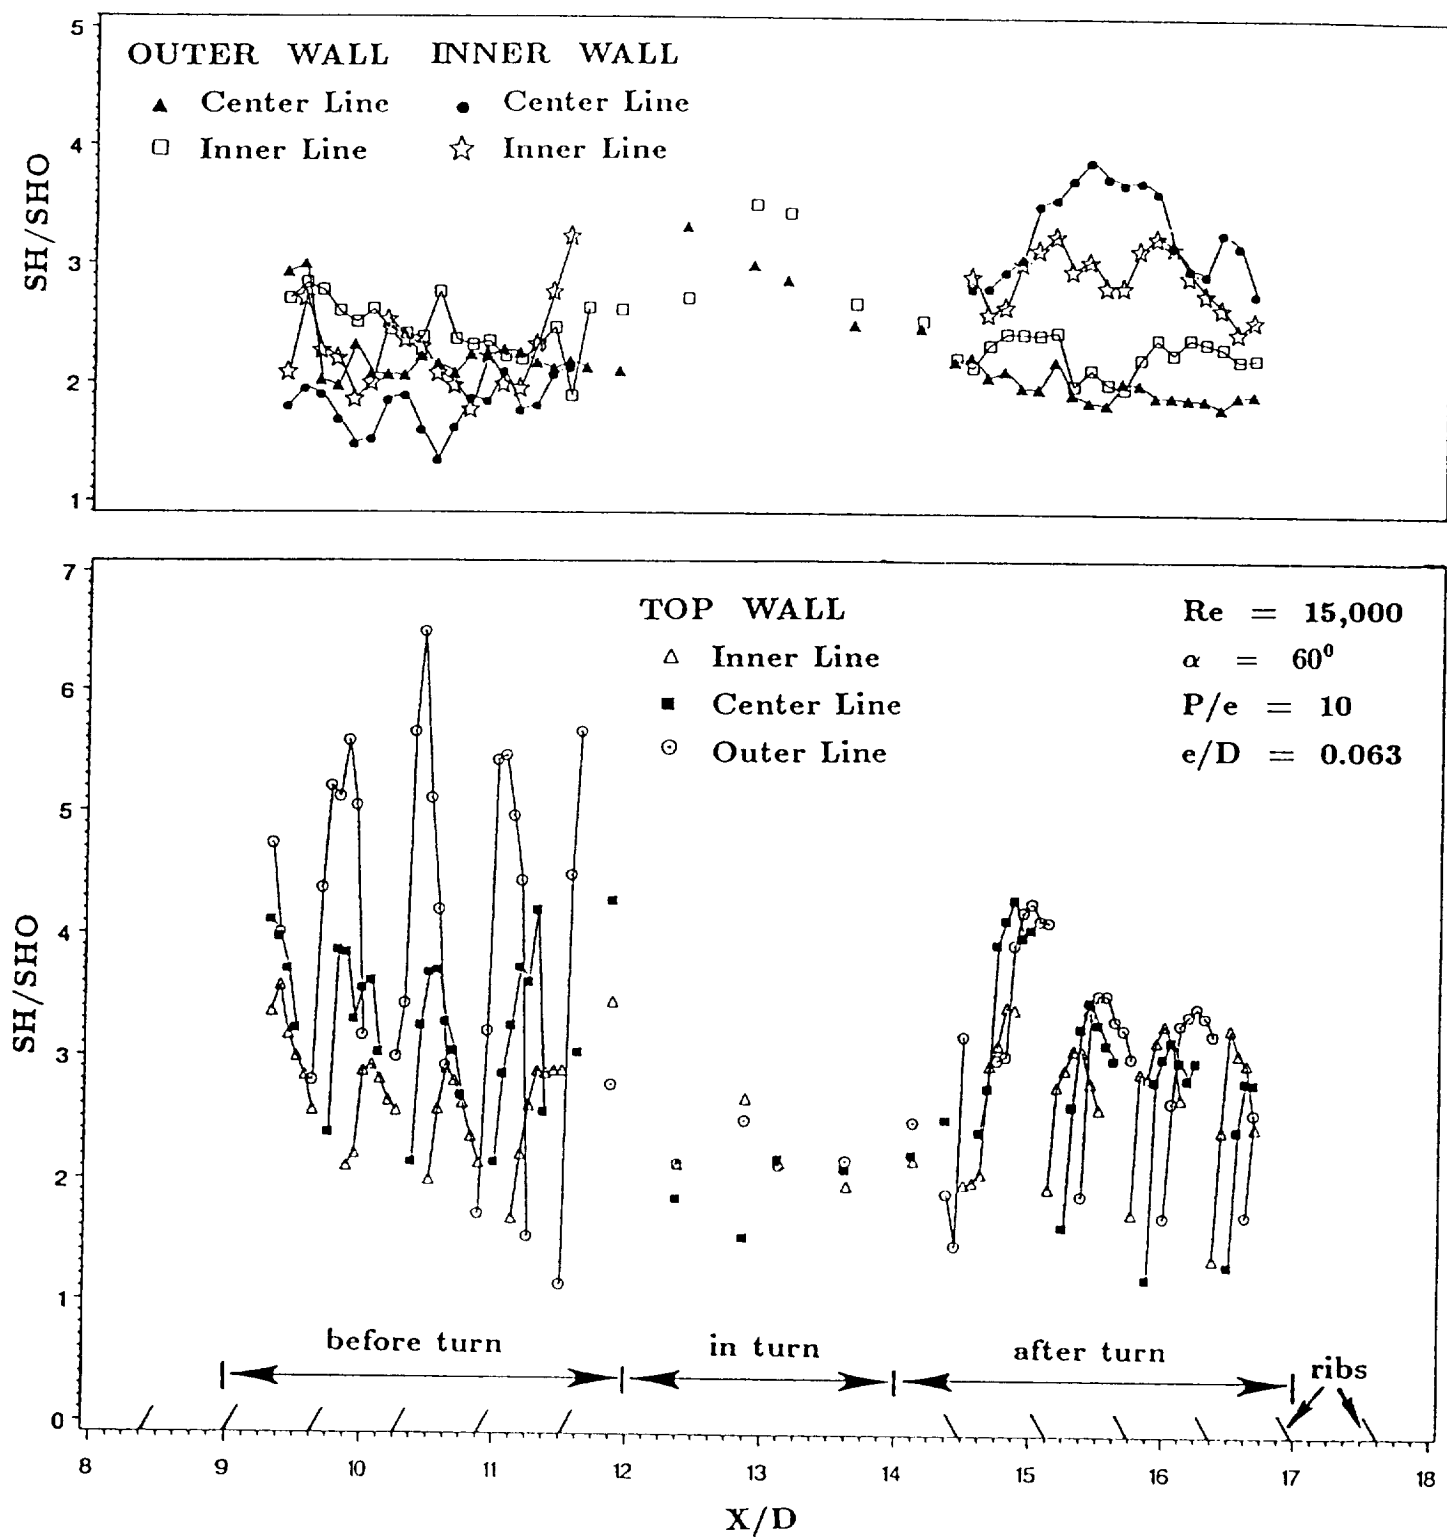 5
OUTER WALL INNER WALL
▲ Center Line ● Center Line
□ Inner Line ☆ Inner Line
4
3
2
1
SH/SHO
7
TOP WALL
△ Inner Line
■ Center Line
⊙ Outer Line
Re = 15,000
α = 60⁰
P/e = 10
e/D = 0.063
6
5
4
3
2
1
0
SH/SHO
before turn
in turn
after turn
ribs
8 9 10 11 12 13 14 15 16 17 18
X/D